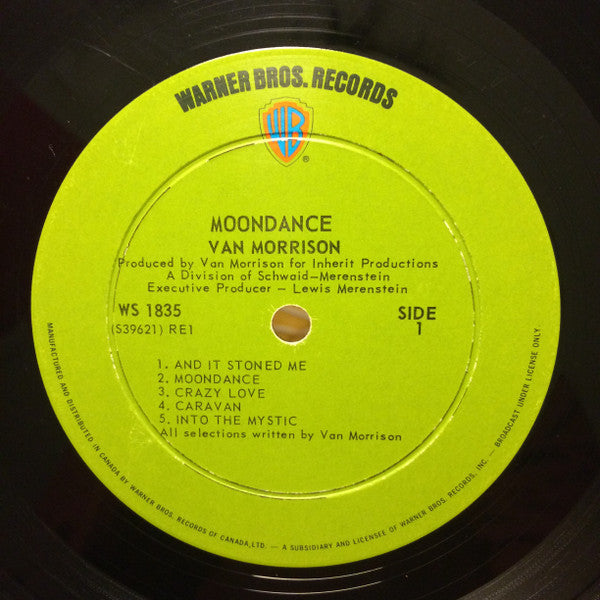 WARNER BROS. RECORDS
WB
®
MOONDANCE
VAN MORRISON
Produced by Van Morrison for Inherit Productions
A Division of Schwaid—Merenstein
Executive Producer — Lewis Merenstein
WS 1835
(S39621) RE1
SIDE
1
1. AND IT STONED ME
2. MOONDANCE
3. CRAZY LOVE
4. CARAVAN
5. INTO THE MYSTIC
All selections written by Van Morrison
MANUFACTURED AND DISTRIBUTED IN CANADA BY WARNER BROS. RECORDS OF CANADA, LTD. — A SUBSIDIARY AND LICENSEE OF WARNER BROS. RECORDS, INC. — BROADCAST UNDER LICENSE ONLY.